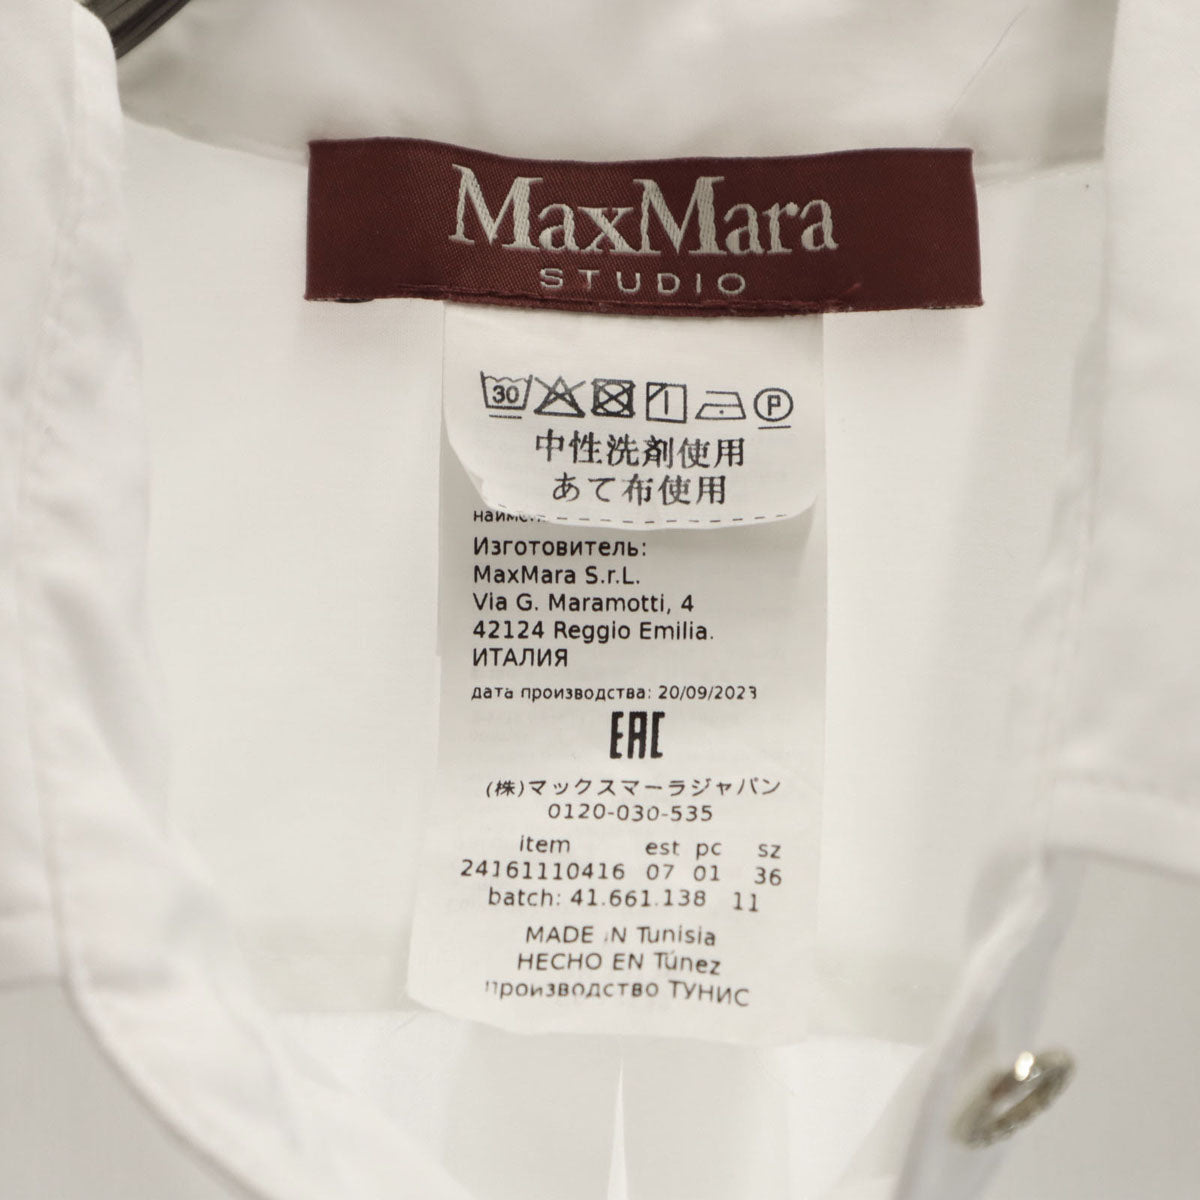 MaxMara
STUDIO
30 P
中性洗剤使用
あて布使用
Изготовитель:
MaxMara S.r.L.
Via G. Maramotti, 4
42124 Reggio Emilia.
ИТАЛИЯ
дата производства: 20/09/2023
EAC
(株)マックスマーラジャパン
0120-030-535
item est pc sz
24161110416 07 01 36
batch: 41.661.138 11
MADE IN Tunisia
HECHO EN Túnez
производство ТУНИС